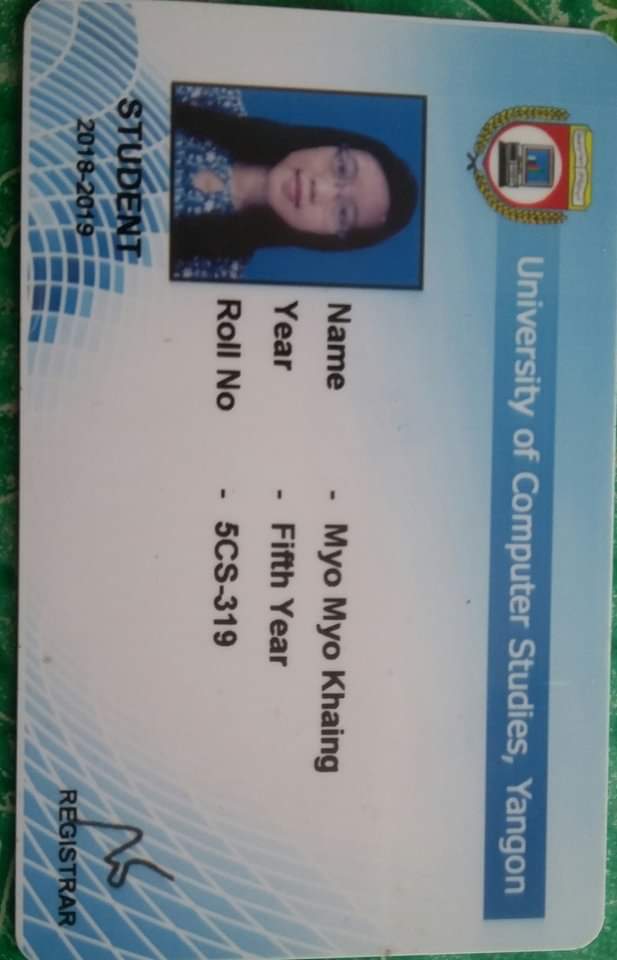 University of Computer Studies, Yangon
Name - Myo Myo Khaing
Year - Fifth Year
Roll No - 5CS-319
STUDENT
2018-2019
REGISTRAR